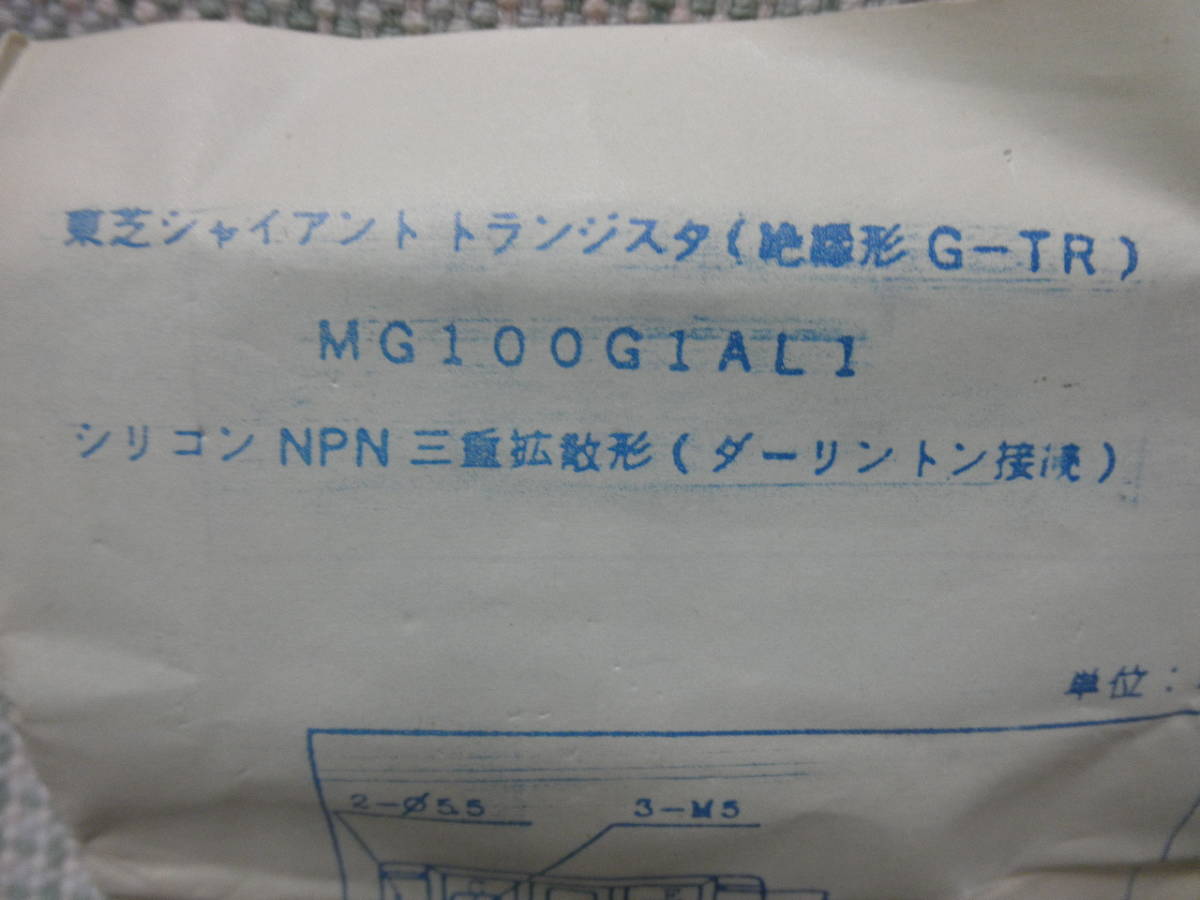 東芝ジャイアント トランジスタ(絶縁形 G-TR)
MG100G1AL1
シリコン NPN 三重拡散形(ダーリントン接続)
単位:
2-Ø5.5
3-M5
C
E